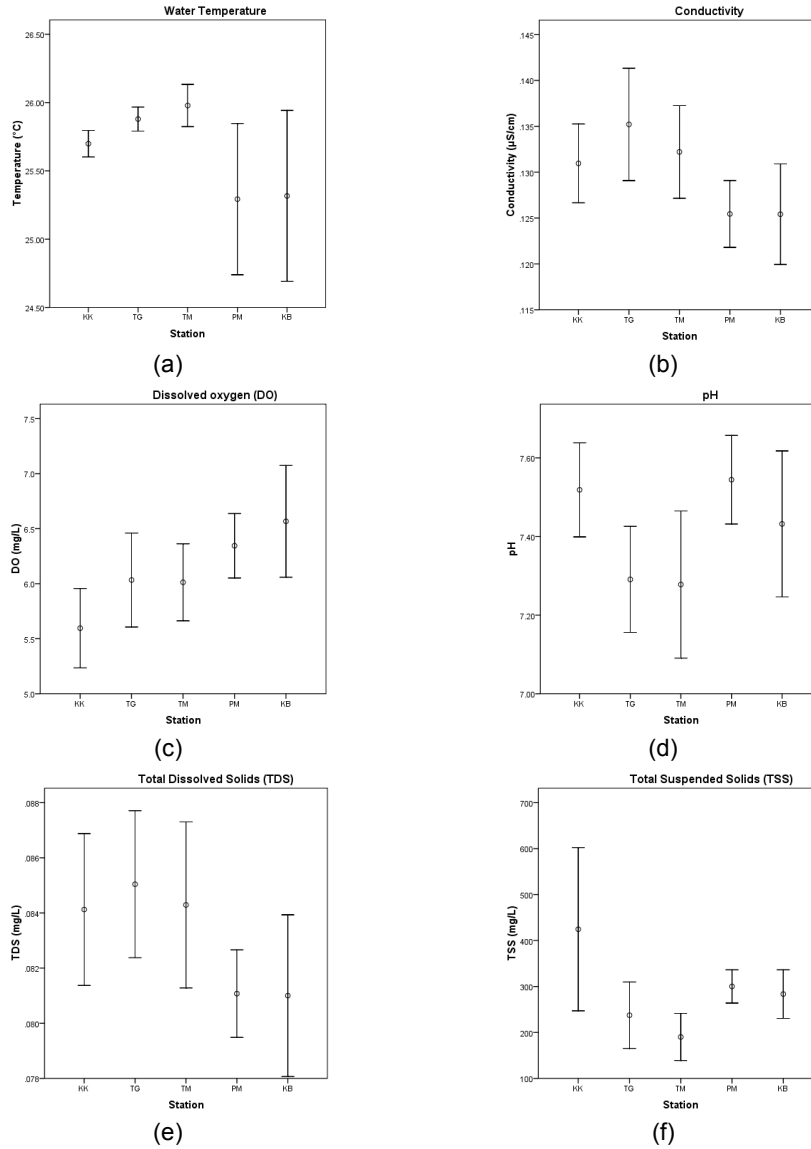 Water Temperature
26.50
26.00
25.50
25.00
24.50
Temperature (°C)
KK TG TM PM KB
Station
(a)
Conductivity
.145
.140
.135
.130
.125
.120
.115
Conductivity (µS/cm)
KK TG TM PM KB
Station
(b)
Dissolved oxygen (DO)
7.5
7.0
6.5
6.0
5.5
5.0
DO (mg/L)
KK TG TM PM KB
Station
(c)
pH
7.60
7.40
7.20
7.00
pH
KK TG TM PM KB
Station
(d)
Total Dissolved Solids (TDS)
.088
.086
.084
.082
.080
.078
TDS (mg/L)
KK TG TM PM KB
Station
(e)
Total Suspended Solids (TSS)
700
600
500
400
300
200
100
TSS (mg/L)
KK TG TM PM KB
Station
(f)